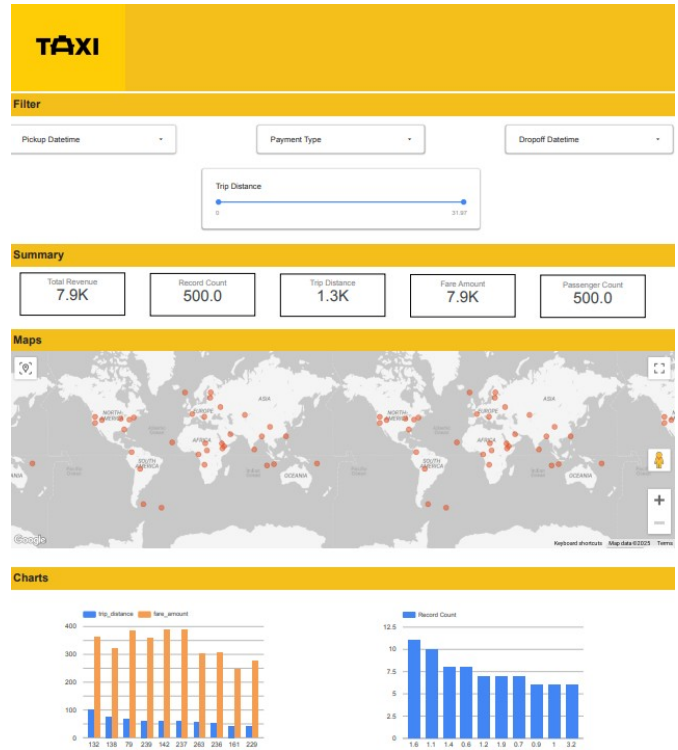 TAXI
Filter
Pickup Datetime
Payment Type
Dropoff Datetime
Trip Distance
0
31.97
Summary
Total Revenue
7.9K
Record Count
500.0
Trip Distance
1.3K
Fare Amount
7.9K
Passenger Count
500.0
Maps
NORTH AMERICA
EUROPE
ASIA
AFRICA
SOUTH AMERICA
OCEANIA
EUROPE
ASIA
AFRICA
SOUTH AMERICA
OCEANIA
Google
Keyboard shortcuts Map data ©2025 Terms
Charts
trip_distance fare_amount
400
300
200
100
0
132 138 79 239 142 237 263 236 161 229
Record Count
12.5
10
7.5
5
2.5
0
1.6 1.1 1.4 0.6 1.2 1.9 0.7 0.9 1 3.2